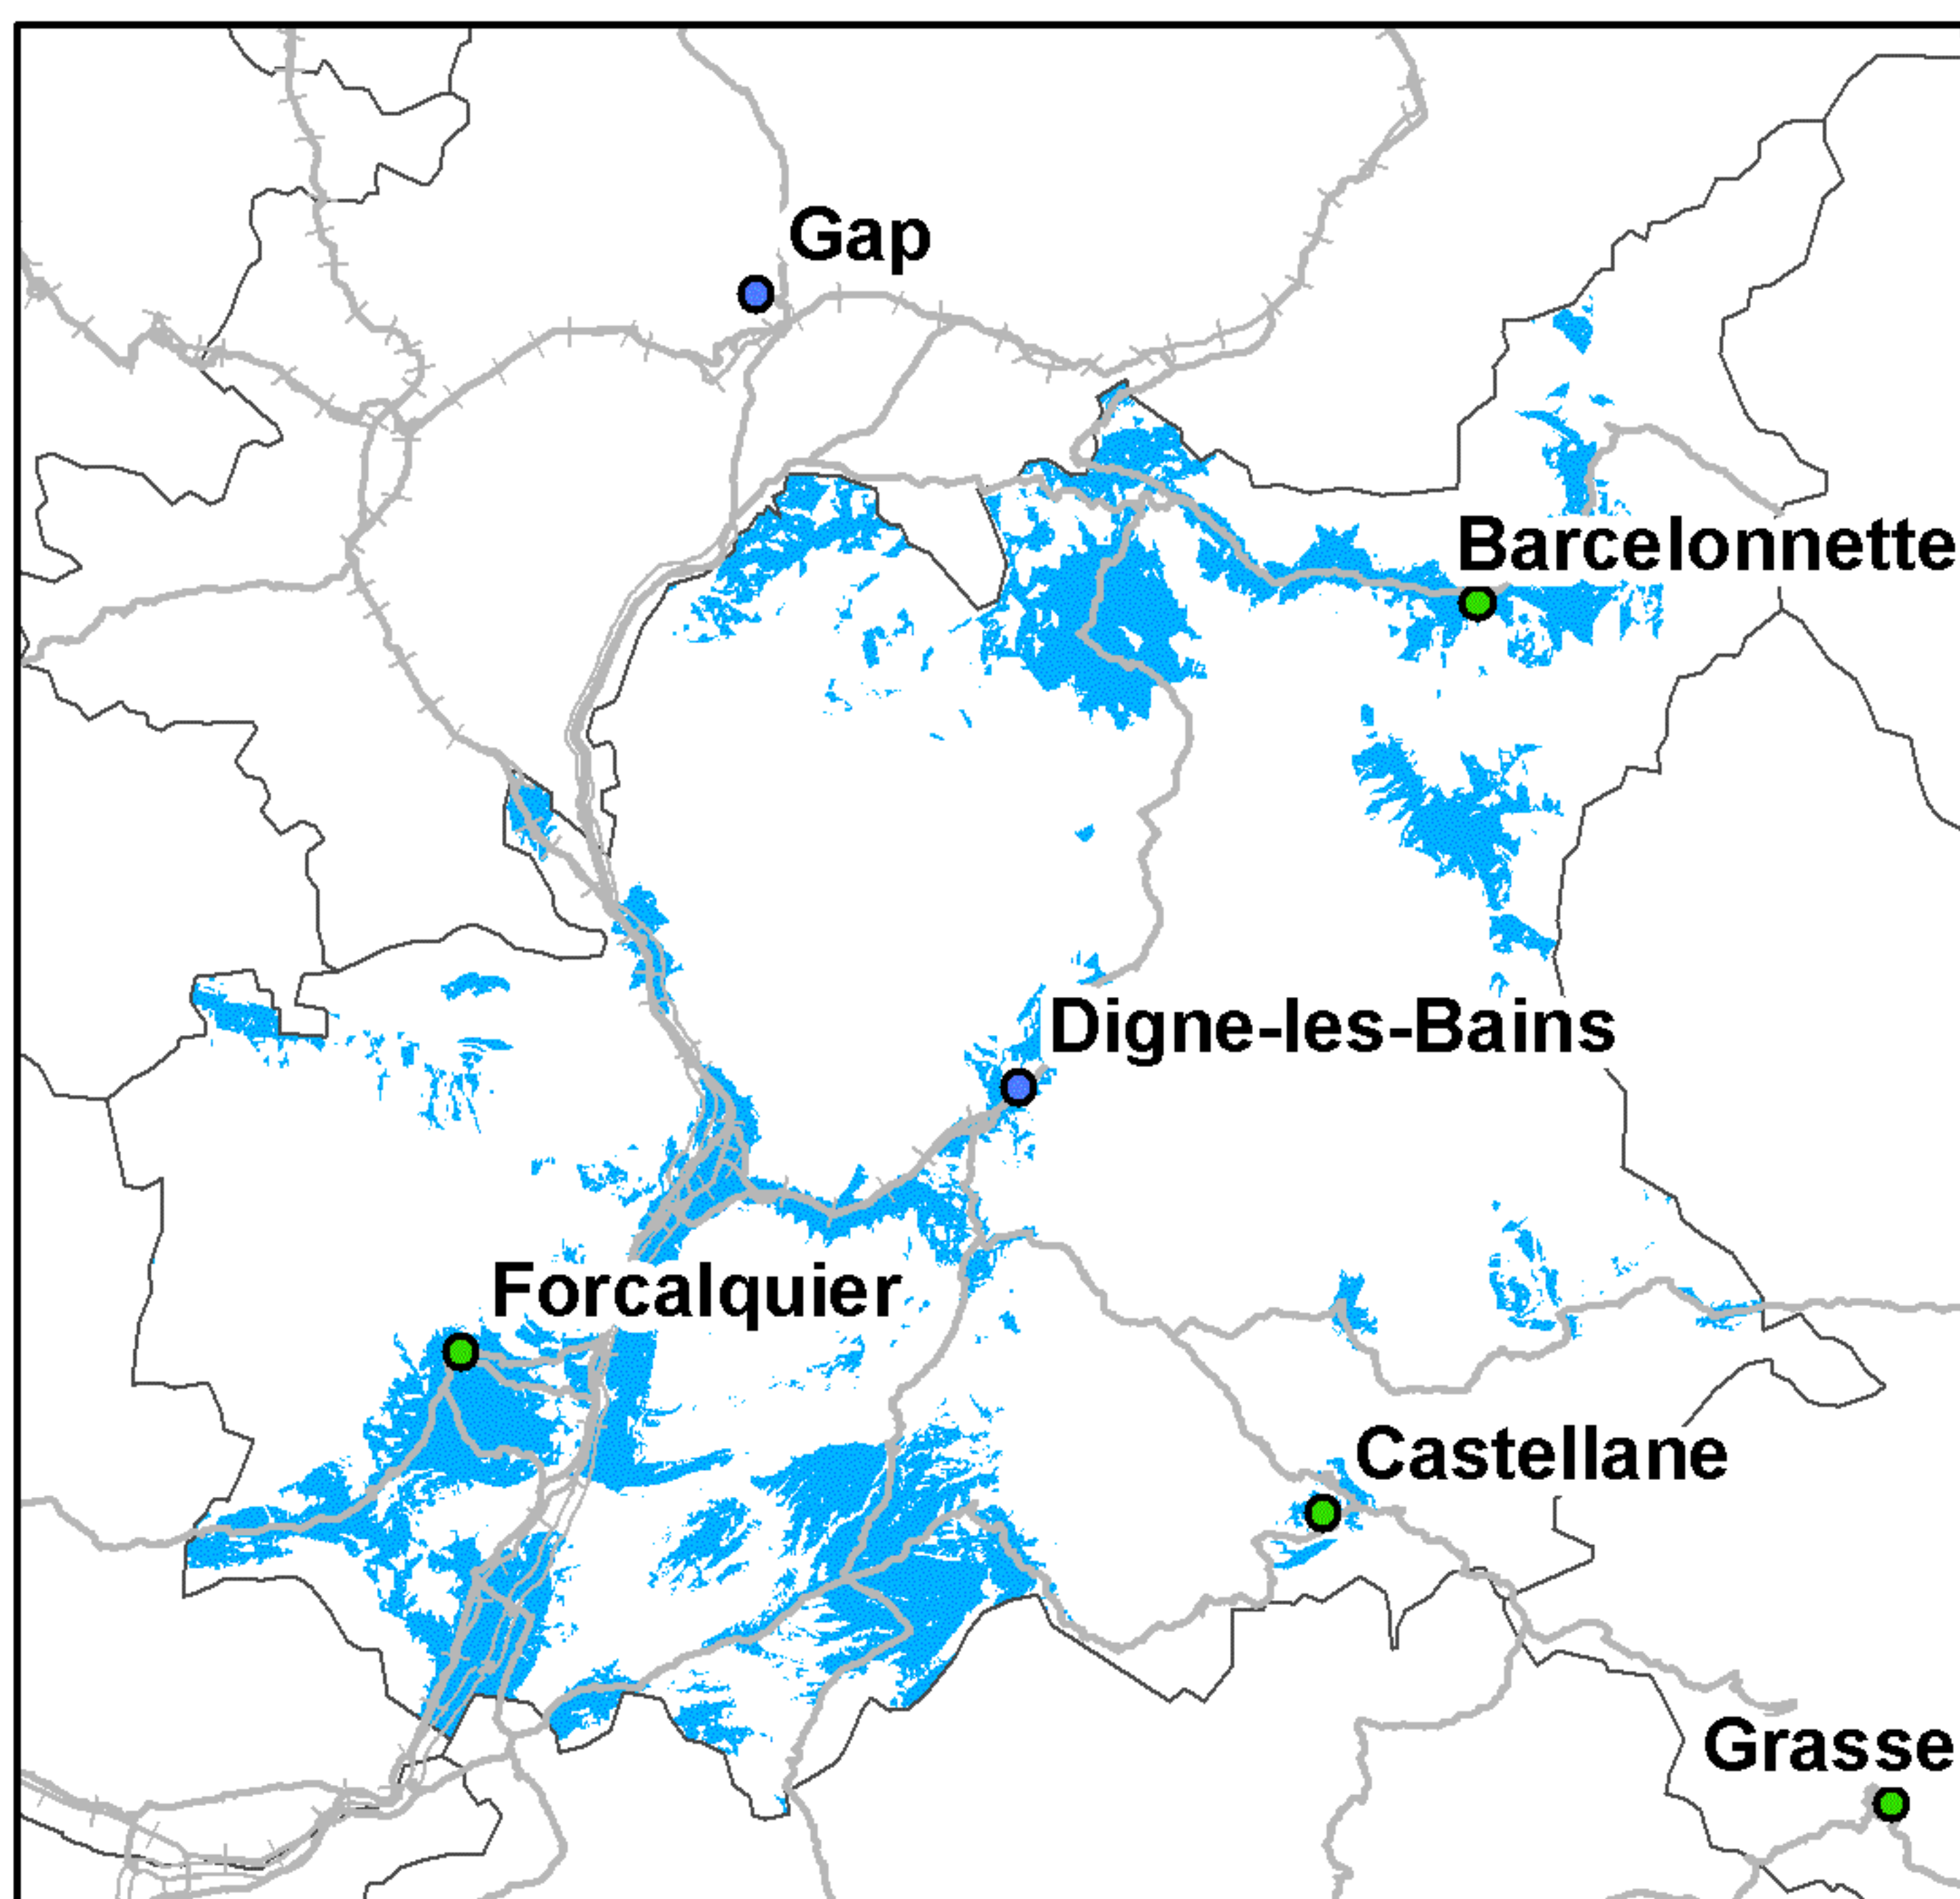 Gap
Barcelonnette
Digne-les-Bains
Forcalquier
Castellane
Grasse